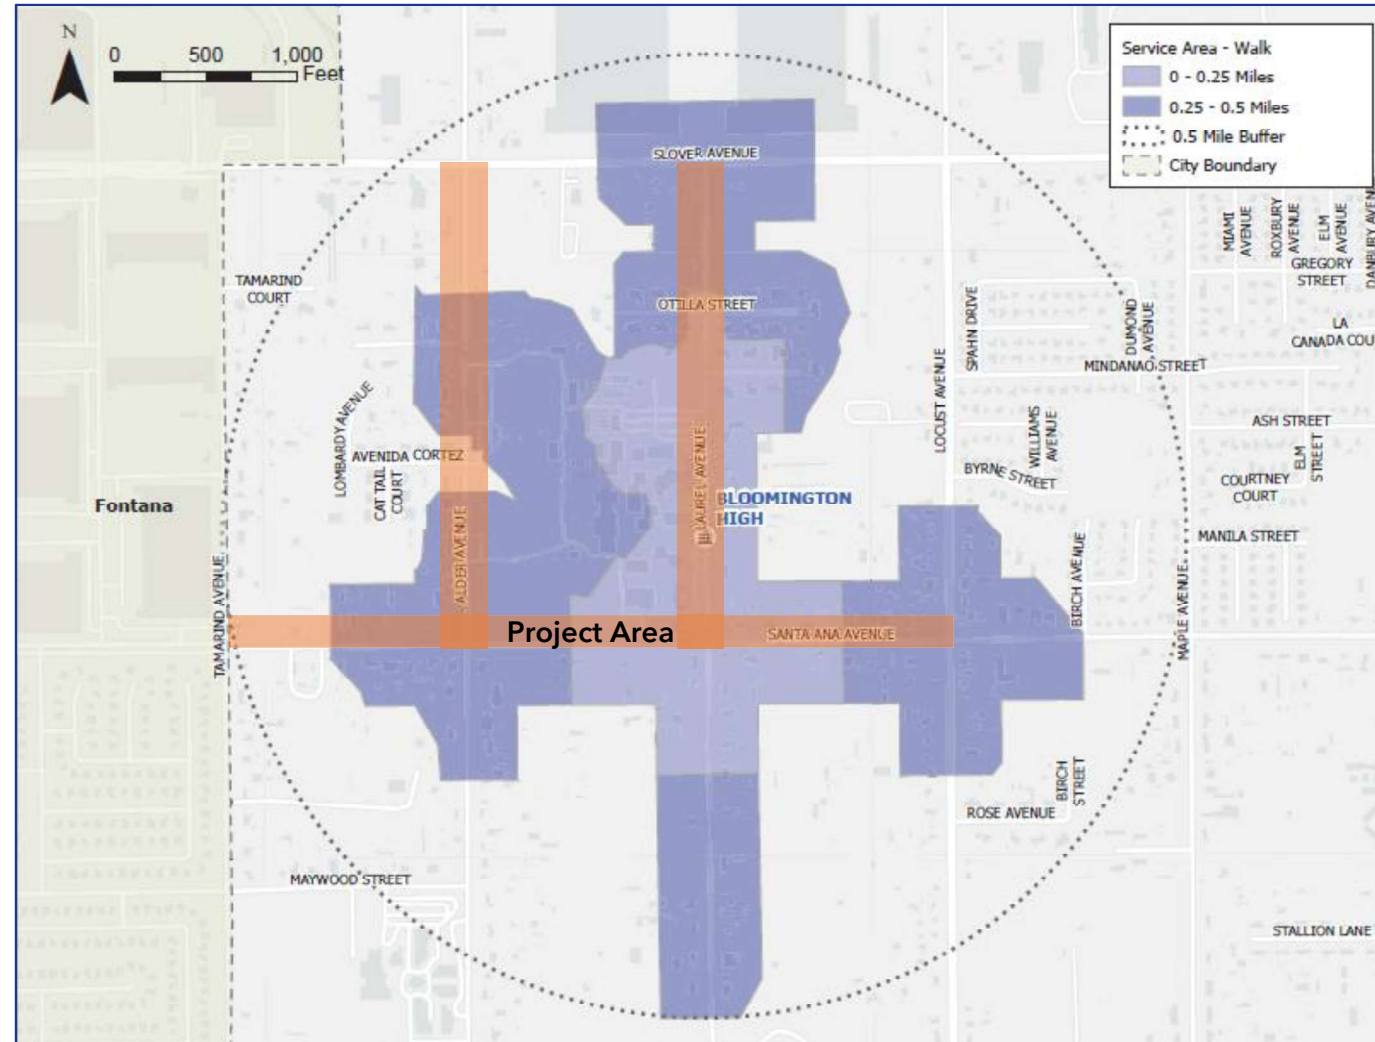 N
0 500 1,000
Feet
Service Area - Walk
0 - 0.25 Miles
0.25 - 0.5 Miles
0.5 Mile Buffer
City Boundary
SLOVER AVENUE
MIAMI
AVENUE
ROXBURY
AVENUE
ELM
AVENUE
DANBURY AVEN
GREGORY
STREET
TAMARIND
COURT
OTILLA STREET
SPAHN DRIVE
DUMOND
AVENUE
LA
CANADA COU
MINDANAO STREET
LOCUST AVENUE
LOMBARDY AVENUE
AVENIDA CORTEZ
CAT TAIL
COURT
LAUREL AVENUE
WILLIAMS
AVENUE
BYRNE STREET
ASH STREET
ELM
STREET
COURTNEY
COURT
Fontana
BLOOMINGTON
HIGH
MANILA STREET
ALDER AVENUE
TAMARIND AVENUE
BIRCH AVENUE
MAPLE AVENUE
Project Area
SANTA ANA AVENUE
BIRCH
STREET
ROSE AVENUE
MAYWOOD STREET
STALLION LANE